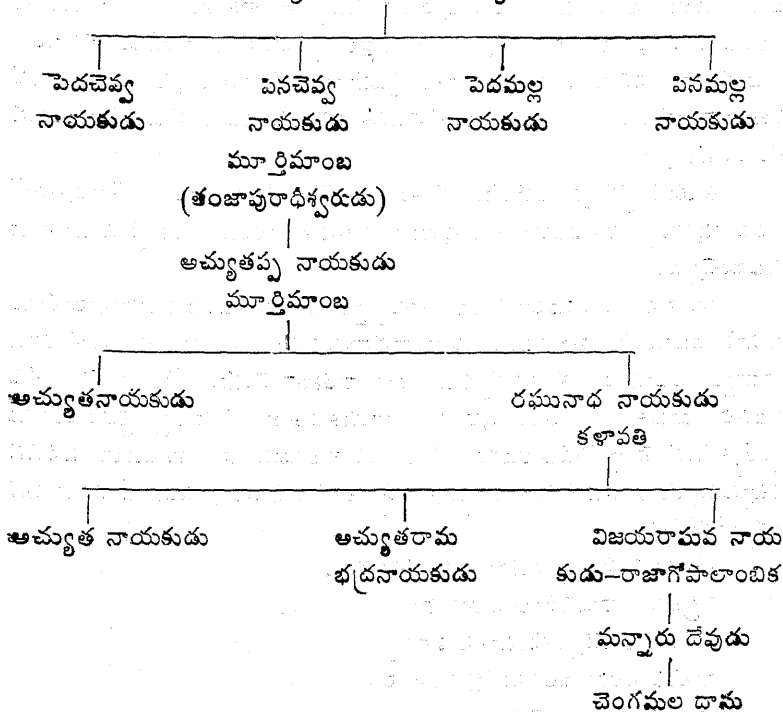 పెదచెవ్వ పినచెవ్వ పెదమల్ల పినమల్ల
నాయకుడు నాయకుడు నాయకుడు నాయకుడు
మూర్తిమాంబ
(తంజాపురాధీశ్వరుడు)
అచ్యుతప్ప నాయకుడు
మూర్తిమాంబ
అచ్యుతనాయకుడు రఘునాధ నాయకుడు
కళావతి
అచ్యుత నాయకుడు అచ్యుతరామ విజయరాఘవ నాయ
భద్రనాయకుడు కుడు–రాజాగోపాలాంబిక
మన్నారు దేవుడు
చెంగమల దాసు